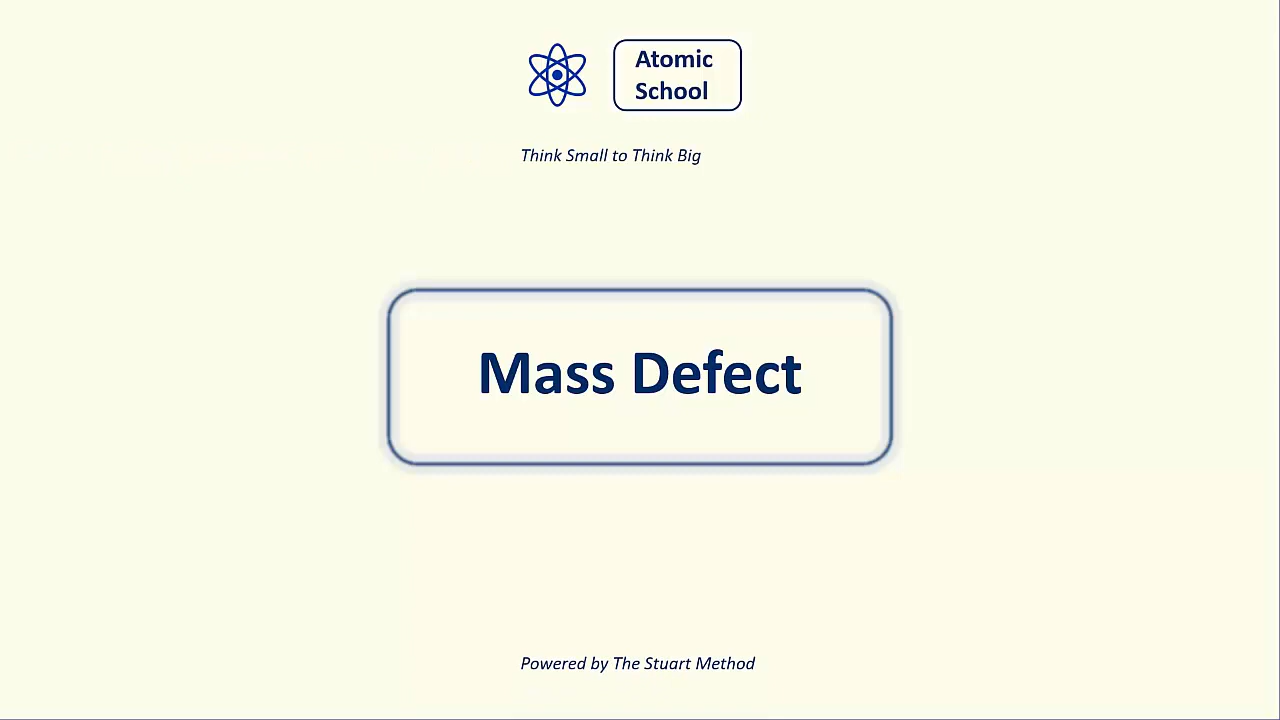 Atomic
School
Think Small to Think Big
Mass Defect
Powered by The Stuart Method